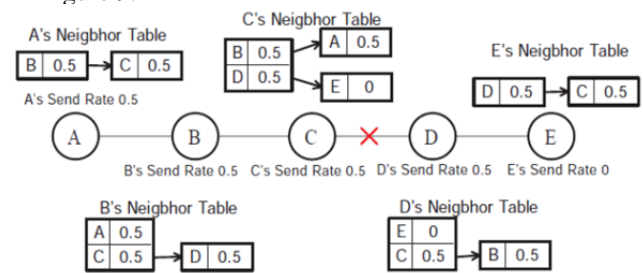 C's Neigbhor Table
A's Neigbhor Table
B 0.5
D 0.5
A 0.5
E 0
E's Neigbhor Table
B 0.5 C 0.5
D 0.5 C 0.5
A's Send Rate 0.5
A B C D E
B's Send Rate 0.5 C's Send Rate 0.5 D's Send Rate 0.5 E's Send Rate 0
B's Neigbhor Table
A 0.5
C 0.5 D 0.5
D's Neigbhor Table
E 0
C 0.5 B 0.5